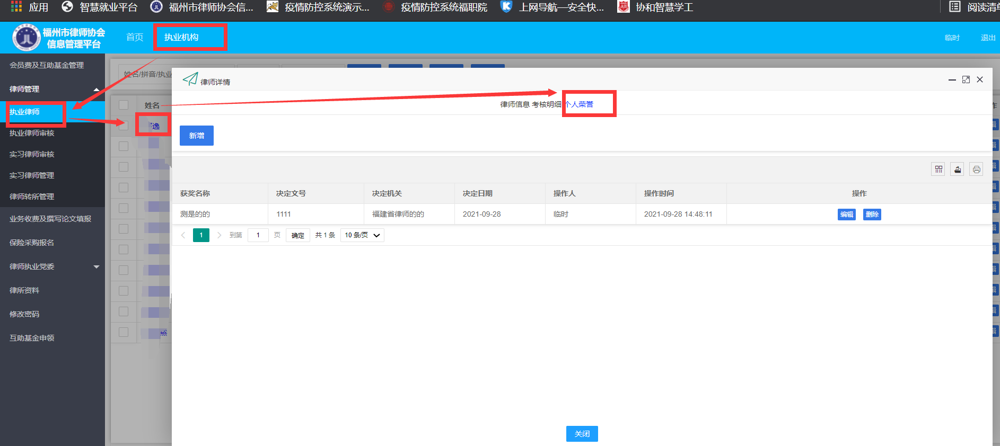 应用 智慧就业平台 福州市律师协会信... 疫情防控系统演示... 疫情防控系统福职院 上网导航—安全快... 协和智慧学工 阅读清单
福州市律师协会
信息管理平台
首页 执业机构 临时 退出
会员费及互助基金管理
律师管理
执业律师
执业律师审核
实习律师审核
实习律师管理
律师转所管理
业务收费及撰写论文填报
保险采购报名
律师执业党委
律所资料
修改密码
互助基金申领
姓名/拼音/执业
姓名
逸
燕
律师详情
律师信息 考核明细 个人荣誉
新增
获奖名称 决定文号 决定机关 决定日期 操作人 操作时间 操作
测是的的 1111 福建省律师的的 2021-09-28 临时 2021-09-28 14:48:11 编辑 删除
1 到第 1 页 确定 共 1 条 10 条/页
关闭